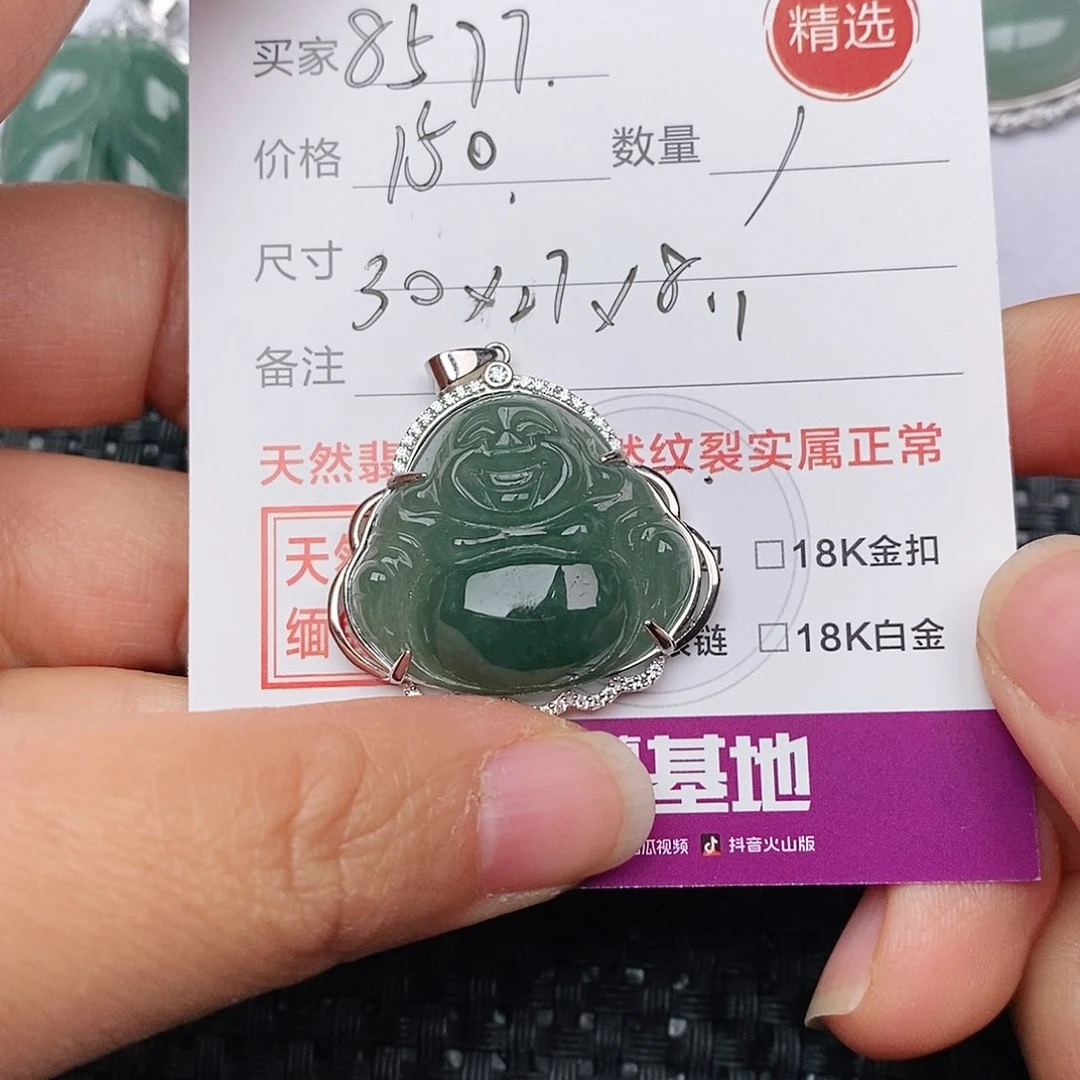 精选
买家 8577.
价格 150. 数量 1
尺寸 30×27×8.1
备注
天然翡 然纹裂实属正常
天然 □18K金扣
缅 链 □18K白金
基地
瓜视频 抖音火山版